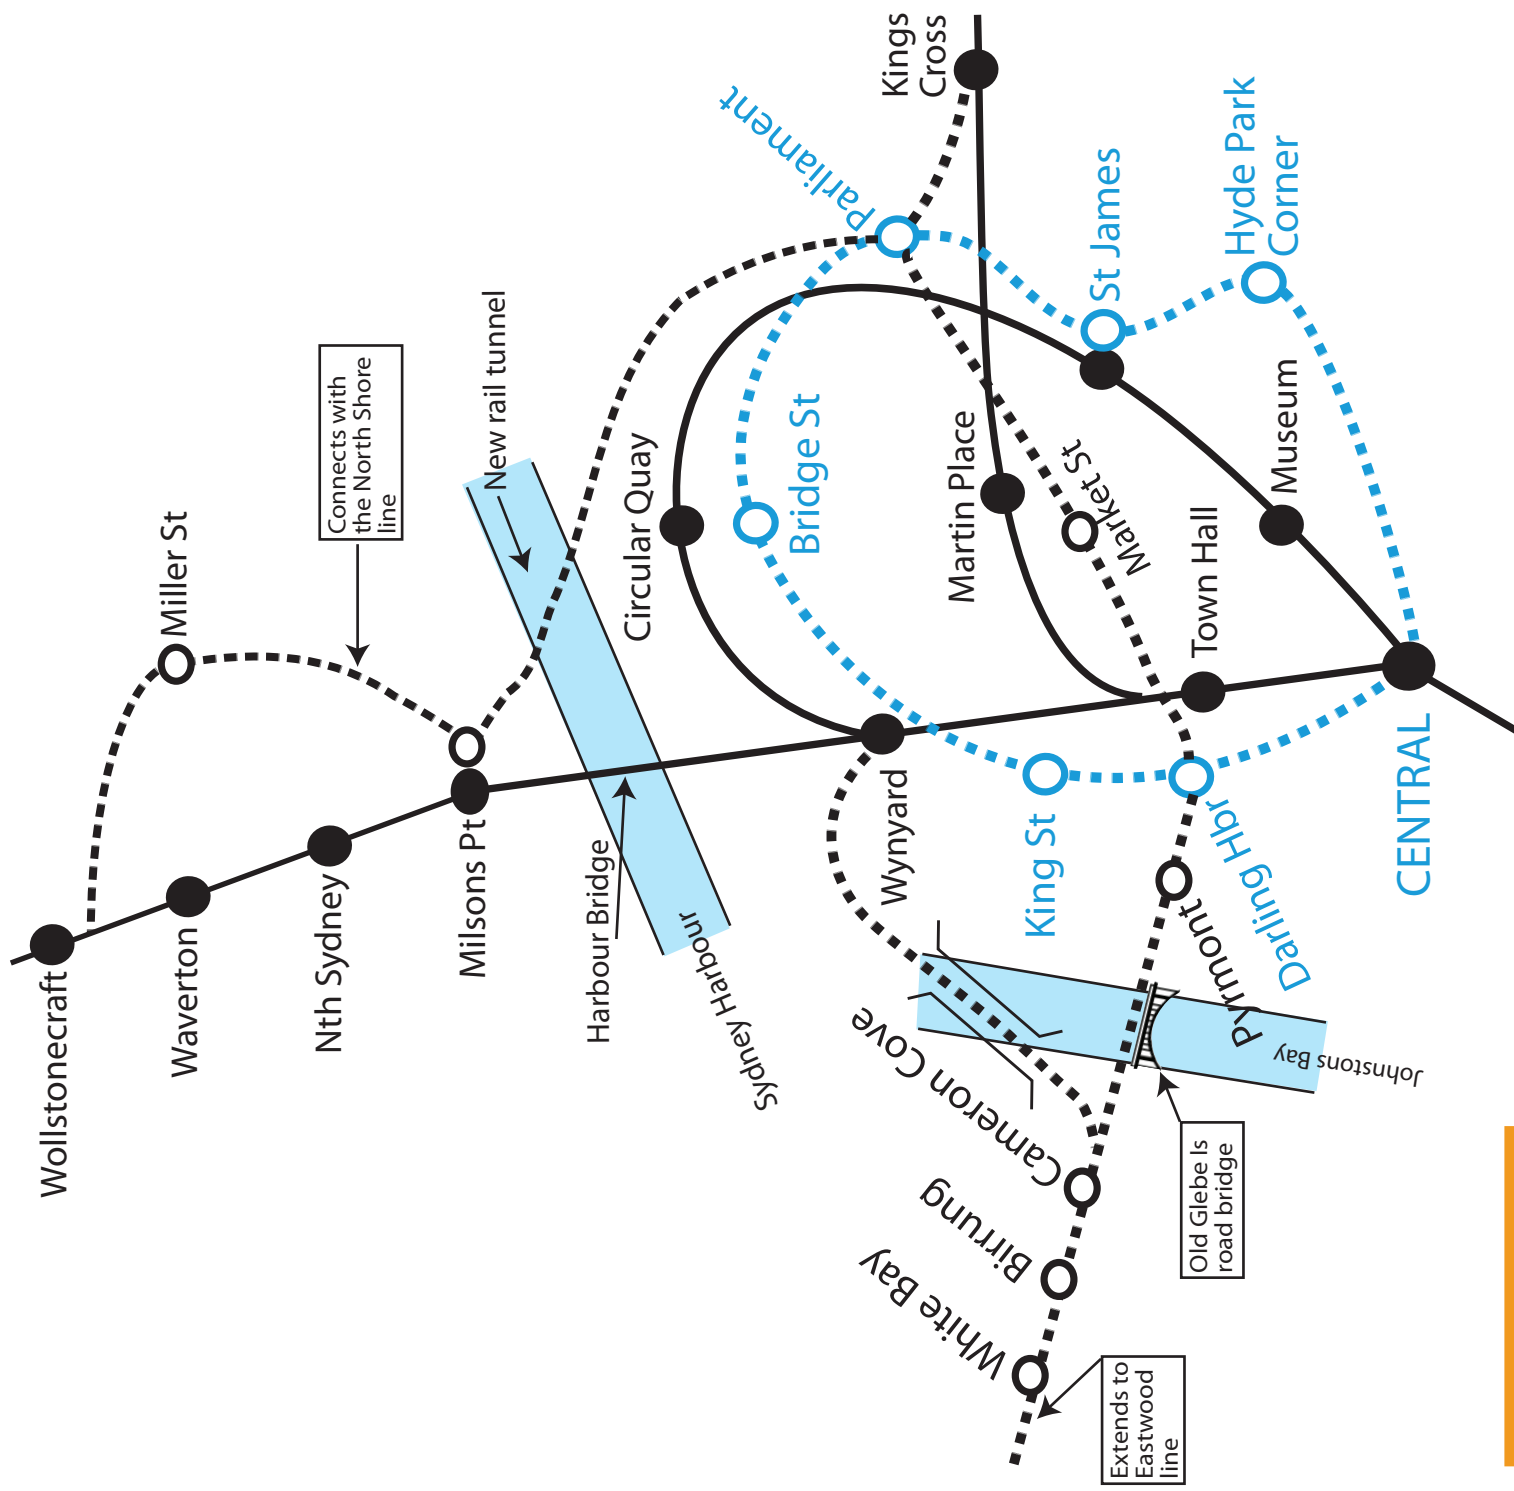 Wollstonecraft
Waverton
Nth Sydney
Milsons Pt
Miller St
Connects with
the North Shore
line
New rail tunnel
Harbour Bridge
Sydney Harbour
Circular Quay
Bridge St
Parliament
Kings
Cross
St James
Hyde Park
Corner
Martin Place
Market St
Museum
Town Hall
Wynyard
King St
Darling Hbr
CENTRAL
Pyrmont
Johnstons Bay
Cameron Cove
Birrung
White Bay
Old Glebe Is
road bridge
Extends to
Eastwood
line